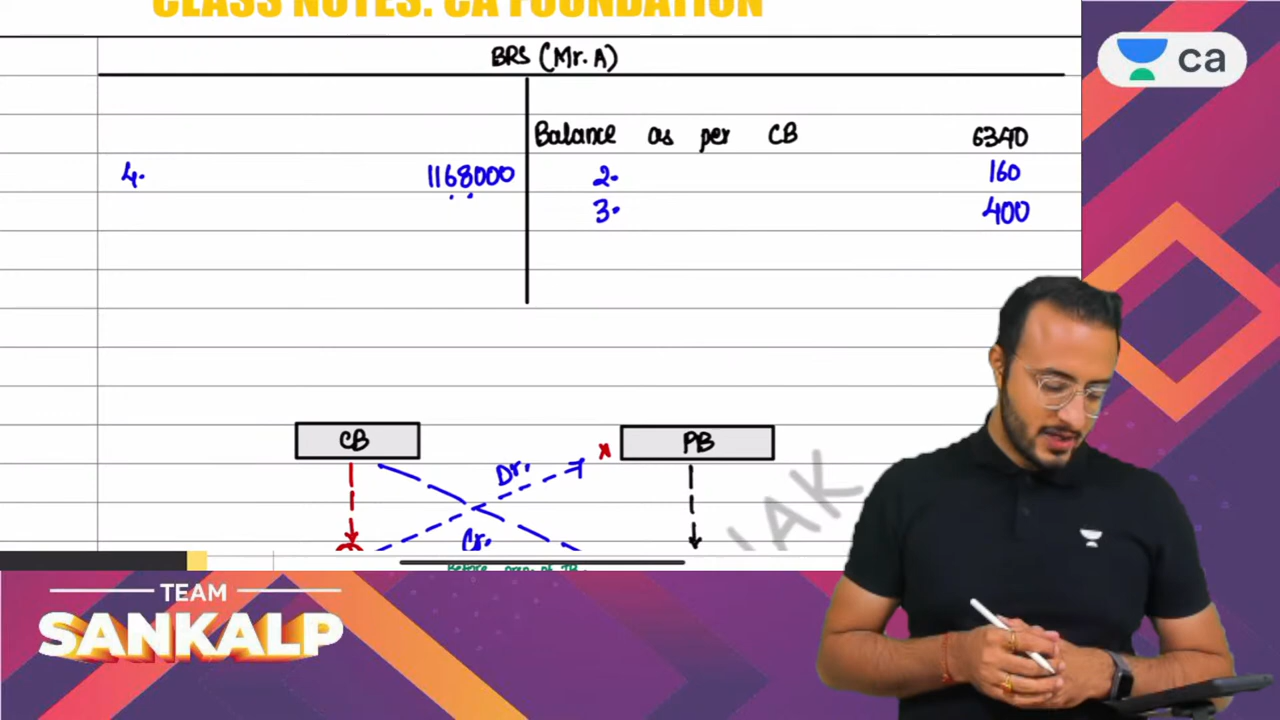 CLASS NOTES: CA FOUNDATION
BRS (Mr. A)
Balance as per CB 6340
4. 1168000 2. 160
3. 400
CB
PB
Dr.
x
Cr.
ca
TEAM
SANKALP